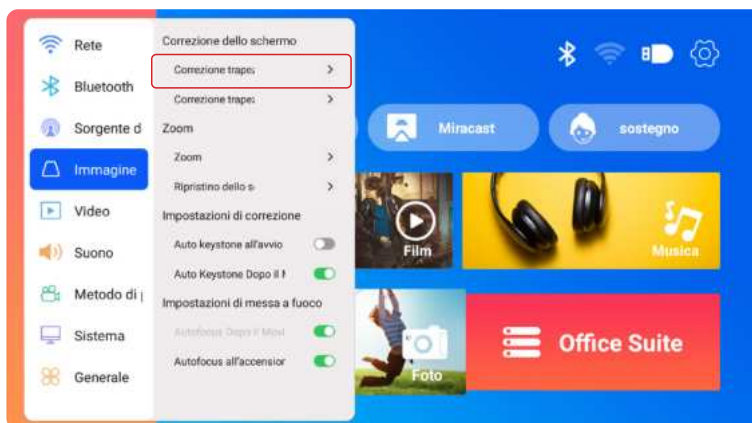 Rete
Bluetooth
Sorgente d
Immagine
Video
Suono
Metodo di
Sistema
Generale
Correzione dello schermo
Correzione trape
Correzione trape
Zoom
Zoom
Ripristino dello s
Impostazioni di correzione
Auto keystone all'avvio
Auto Keystone Dopo il
Impostazioni di messa a fuoco
Autofocus Dopo il Movi
Autofocus all'accension
Miracast
sostegno
Film
Musica
Foto
Office Suite